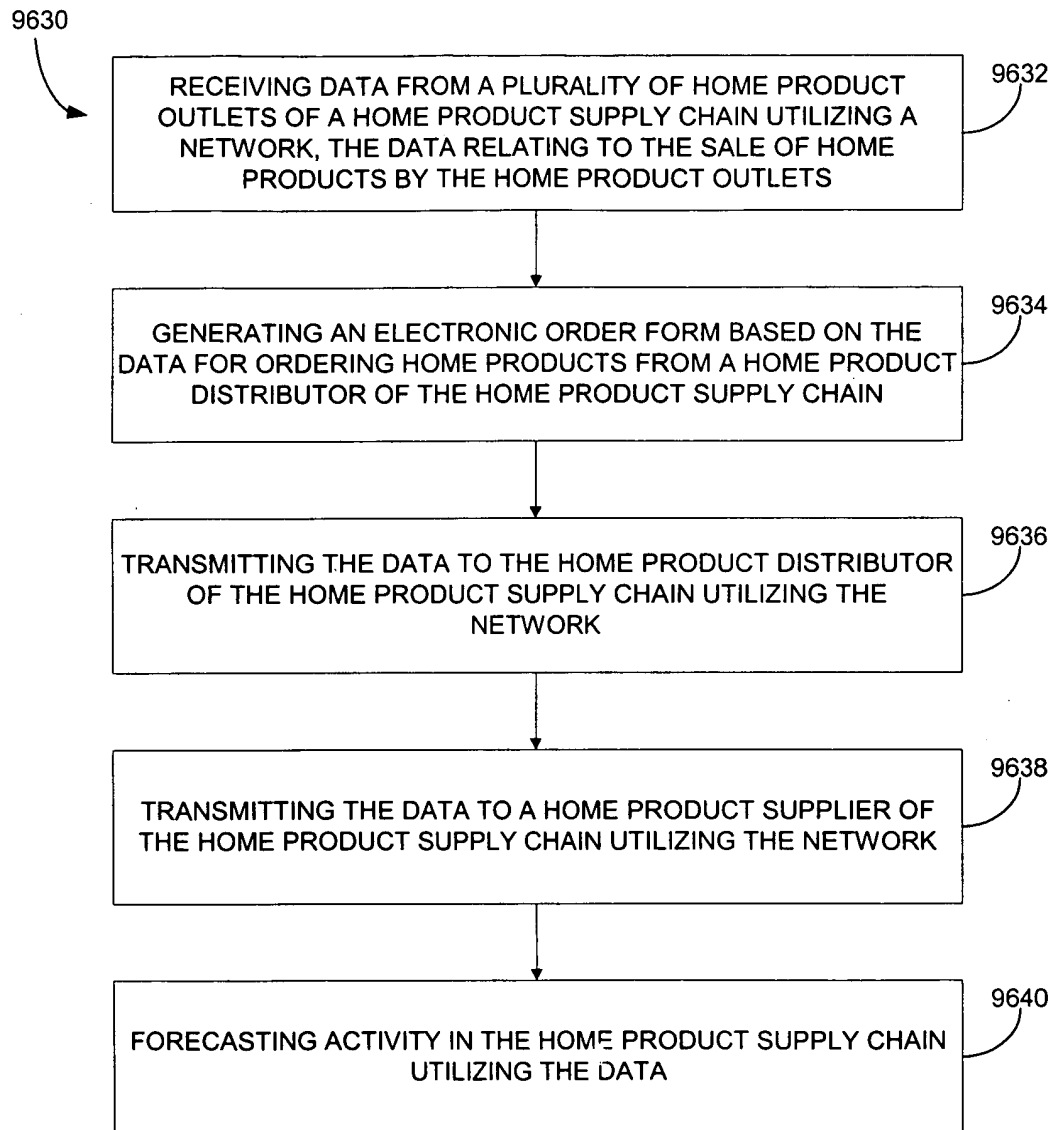 9630
RECEIVING DATA FROM A PLURALITY OF HOME PRODUCT
OUTLETS OF A HOME PRODUCT SUPPLY CHAIN UTILIZING A
NETWORK, THE DATA RELATING TO THE SALE OF HOME
PRODUCTS BY THE HOME PRODUCT OUTLETS
9632
GENERATING AN ELECTRONIC ORDER FORM BASED ON THE
DATA FOR ORDERING HOME PRODUCTS FROM A HOME PRODUCT
DISTRIBUTOR OF THE HOME PRODUCT SUPPLY CHAIN
9634
TRANSMITTING THE DATA TO THE HOME PRODUCT DISTRIBUTOR
OF THE HOME PRODUCT SUPPLY CHAIN UTILIZING THE
NETWORK
9636
TRANSMITTING THE DATA TO A HOME PRODUCT SUPPLIER OF
THE HOME PRODUCT SUPPLY CHAIN UTILIZING THE NETWORK
9638
FORECASTING ACTIVITY IN THE HOME PRODUCT SUPPLY CHAIN
UTILIZING THE DATA
9640